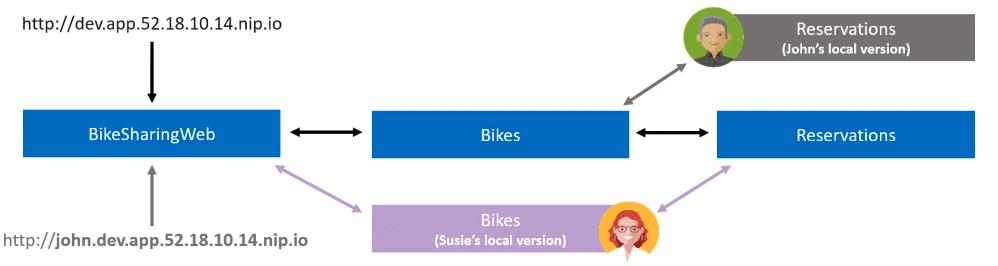 http://dev.app.52.18.10.14.nip.io
Reservations
(John's local version)
BikeSharingWeb
Bikes
Reservations
Bikes
(Susie's local version)
http://john.dev.app.52.18.10.14.nip.io